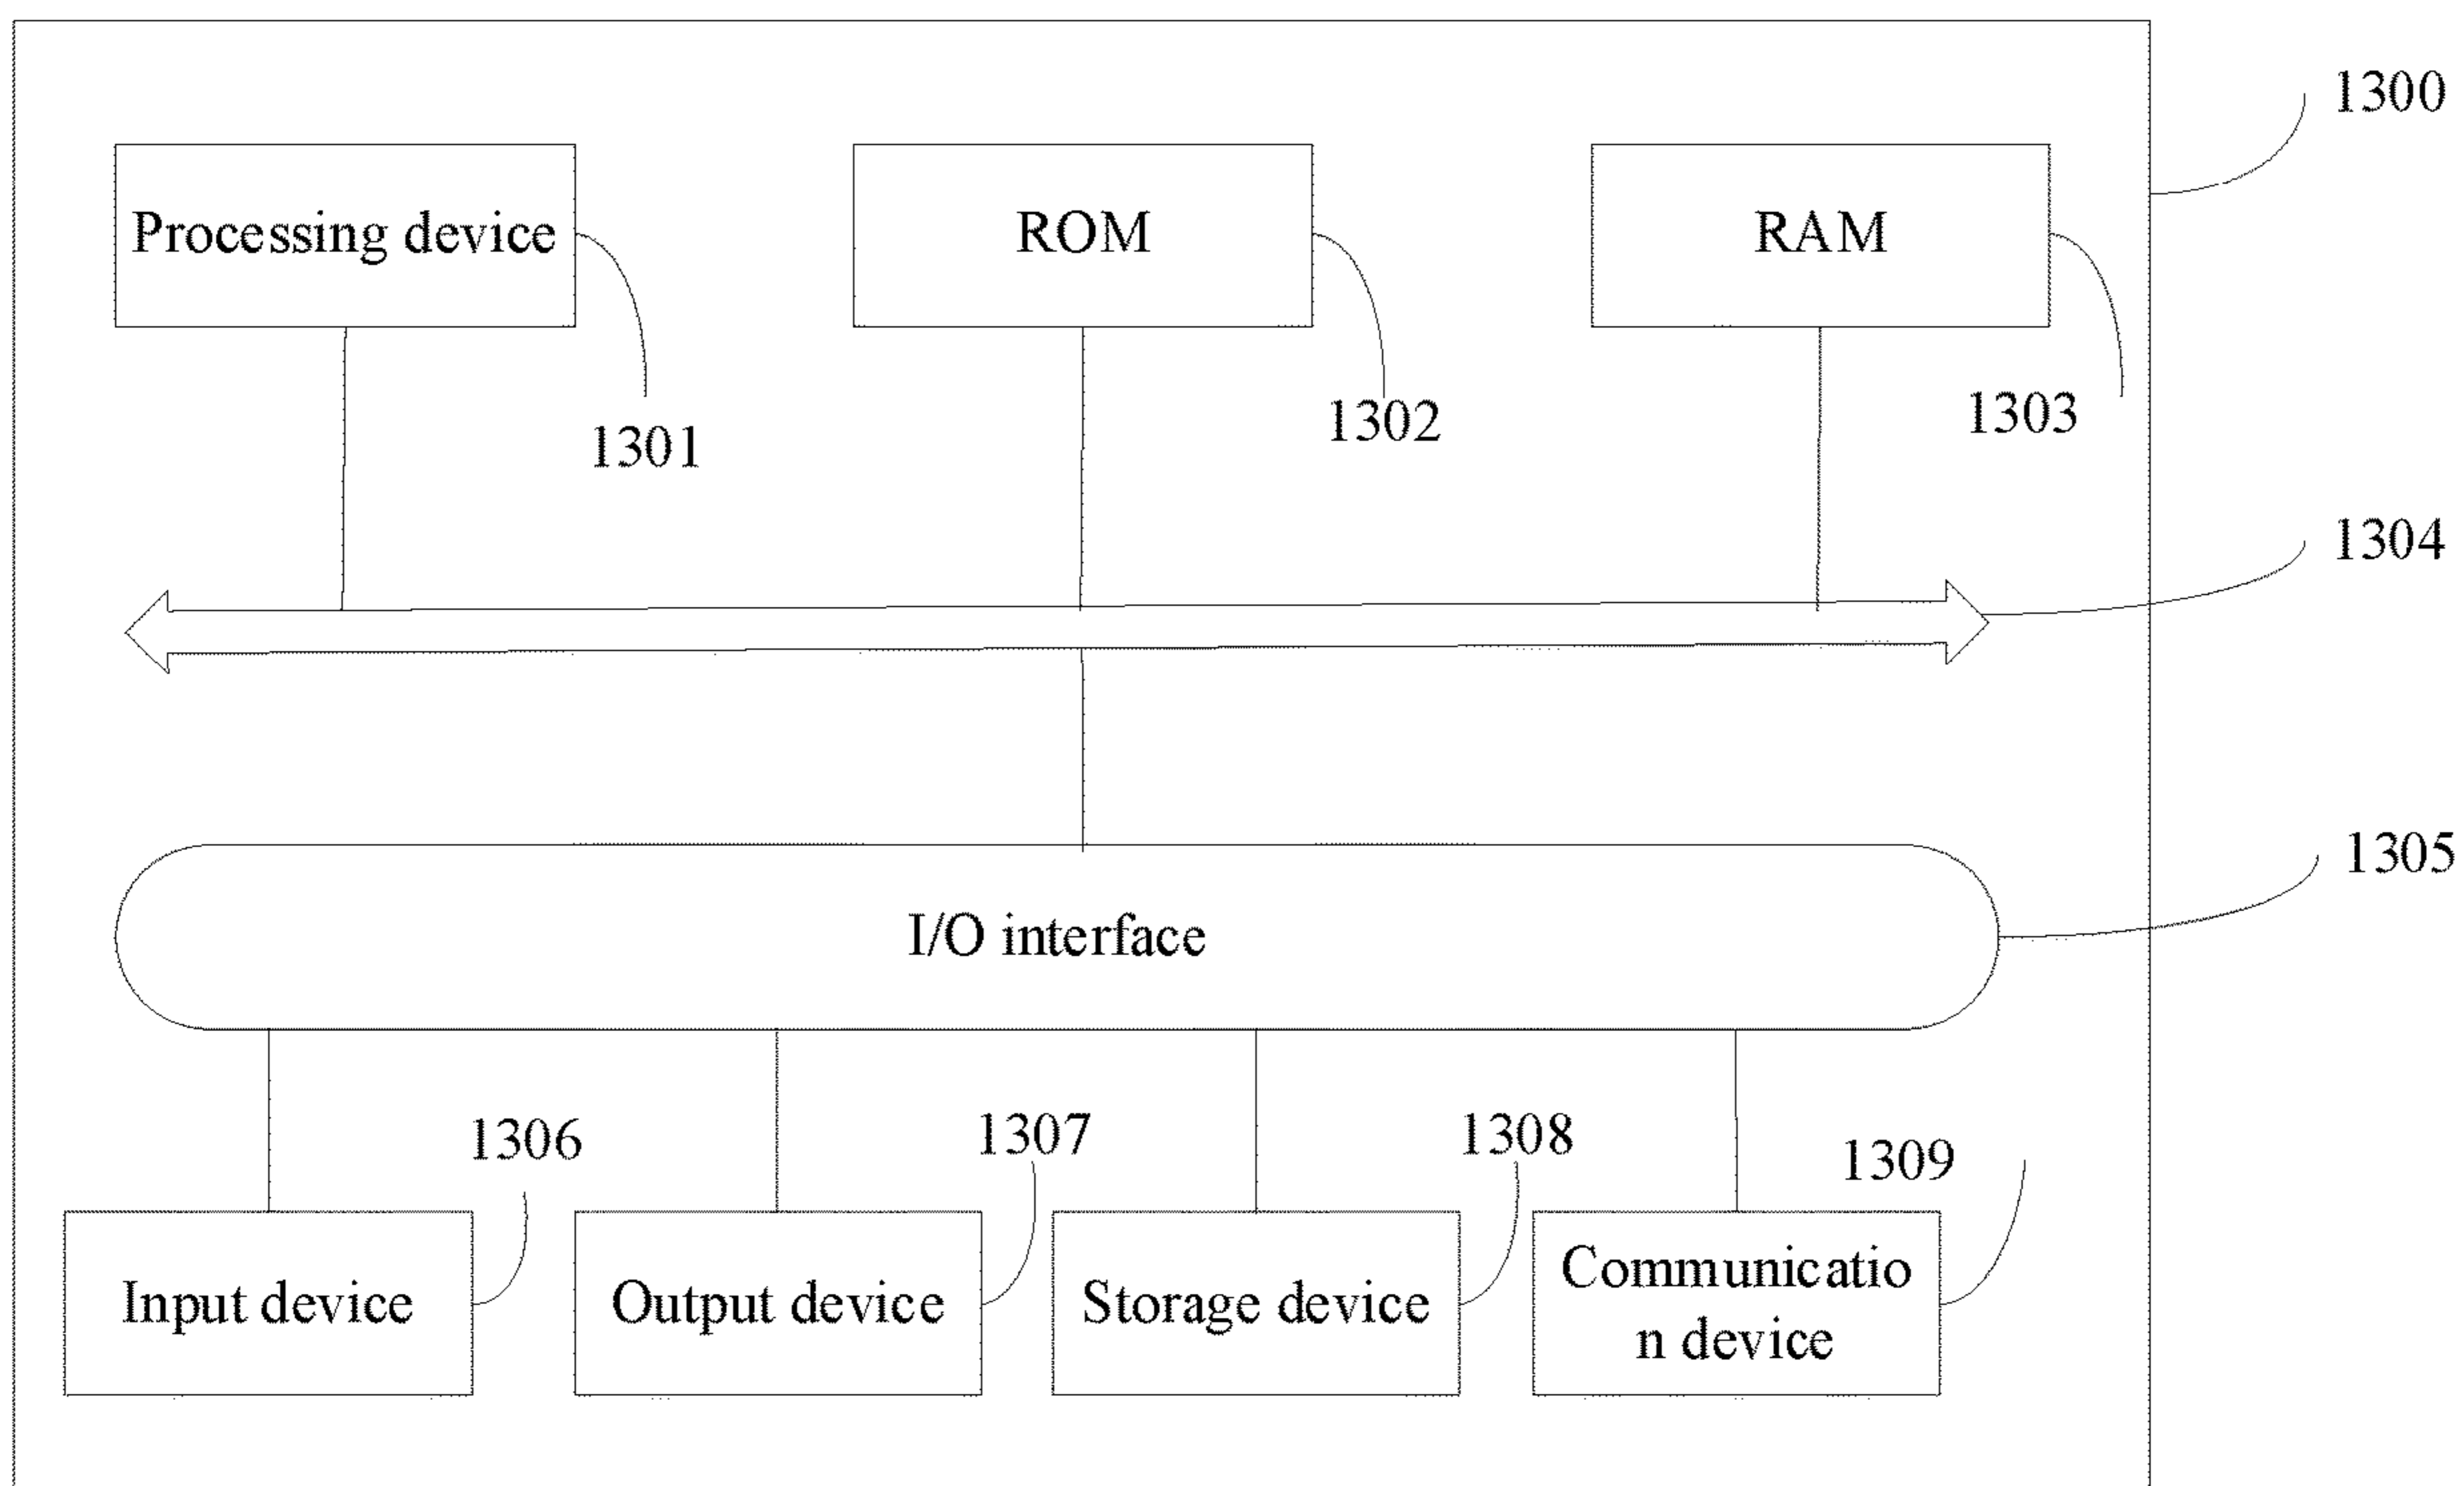 1300
Processing device
ROM
RAM
1301
1302
1303
1304
1305
I/O interface
1306
1307
1308
1309
Input device
Output device
Storage device
Communicatio
n device